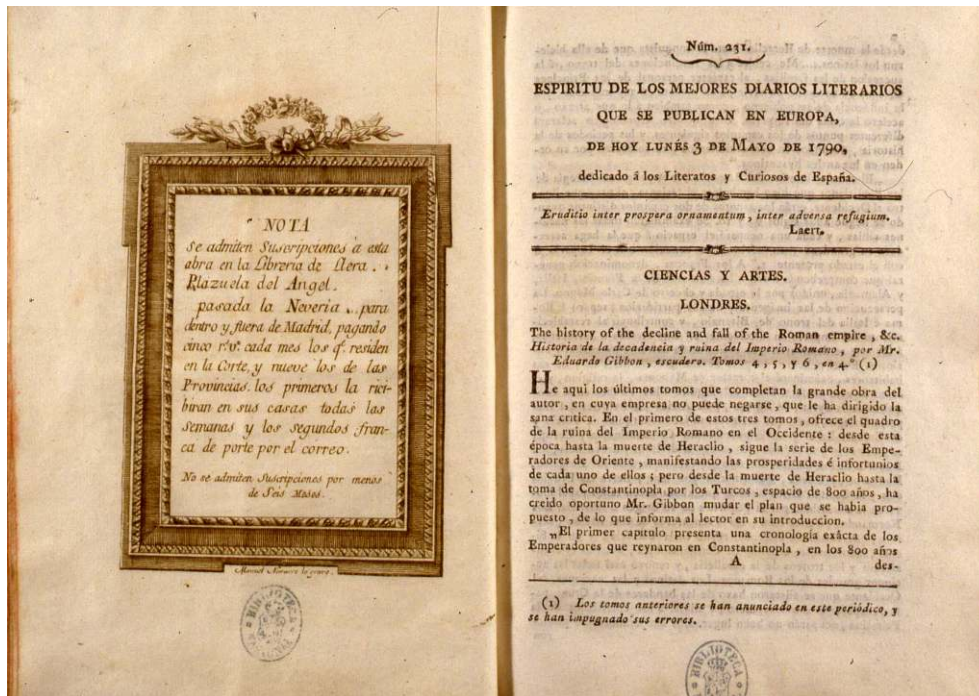 NOTA
Se admiten Suscripciones á esta
obra en la Libreria de Llera.
Plazuela del Angel.
pasada la Neveria, para
dentro y fuera de Madrid, pagando
cinco rs. vn. cada mes los q.e residen
en la Corte, y nueve los de las
Provincias. los primeros la rici-
biran en sus casas todas las
semanas y los segundos fran-
ca de porte por el correo.
No se admiten Suscripciones por menos
de Seis Meses.
Manuel Navarro lo gravo.
BIBLIOTECA
Núm. 231.
ESPIRITU DE LOS MEJORES DIARIOS LITERARIOS
QUE SE PUBLICAN EN EUROPA,
DE HOY LUNES 3 DE MAYO DE 1790,
dedicado á los Literatos y Curiosos de España.
Eruditio inter prospera ornamentum, inter adversa refugium.
Laert.
CIENCIAS Y ARTES.
LONDRES.
The history of the decline and fall of the Roman empire, &c.
Historia de la decadencia y ruina del Imperio Romano, por Mr.
Eduardo Gibbon, escudero. Tomos 4, 5, y 6, en 4.º (1)
He aqui los últimos tomos que completan la grande obra del
autor, en cuya empresa no puede negarse, que le ha dirigido la
sana critica. En el primero de estos tres tomos, ofrece el quadro
de la ruina del Imperio Romano en el Occidente: desde esta
época hasta la muerte de Heraclio, sigue la serie de los Empe-
radores de Oriente, manifestando las prosperidades é infortunios
de cada uno de ellos; pero desde la muerte de Heraclio hasta la
toma de Constantinopla por los Turcos, espacio de 800 años, ha
creido oportuno Mr. Gibbon mudar el plan que se habia pro-
puesto, de lo que informa al lector en su introduccion.
„El primer capitulo presenta una cronología exâcta de los
Emperadores que reynaron en Constantinopla, en los 800 años
A des-
(1) Los tomos anteriores se han anunciado en este periódico, y
se han impugnado sus errores.
BIBLIOTECA